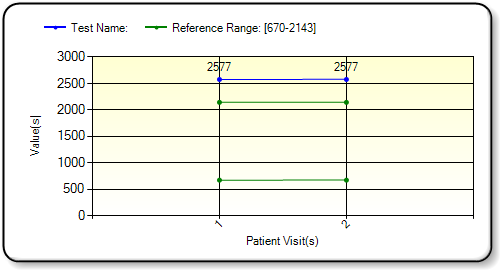 Test Name:
Reference Range: [670-2143]
3000
2500
2000
1500
1000
500
0
Value(s)
2577
2577
1
2
Patient Visit(s)